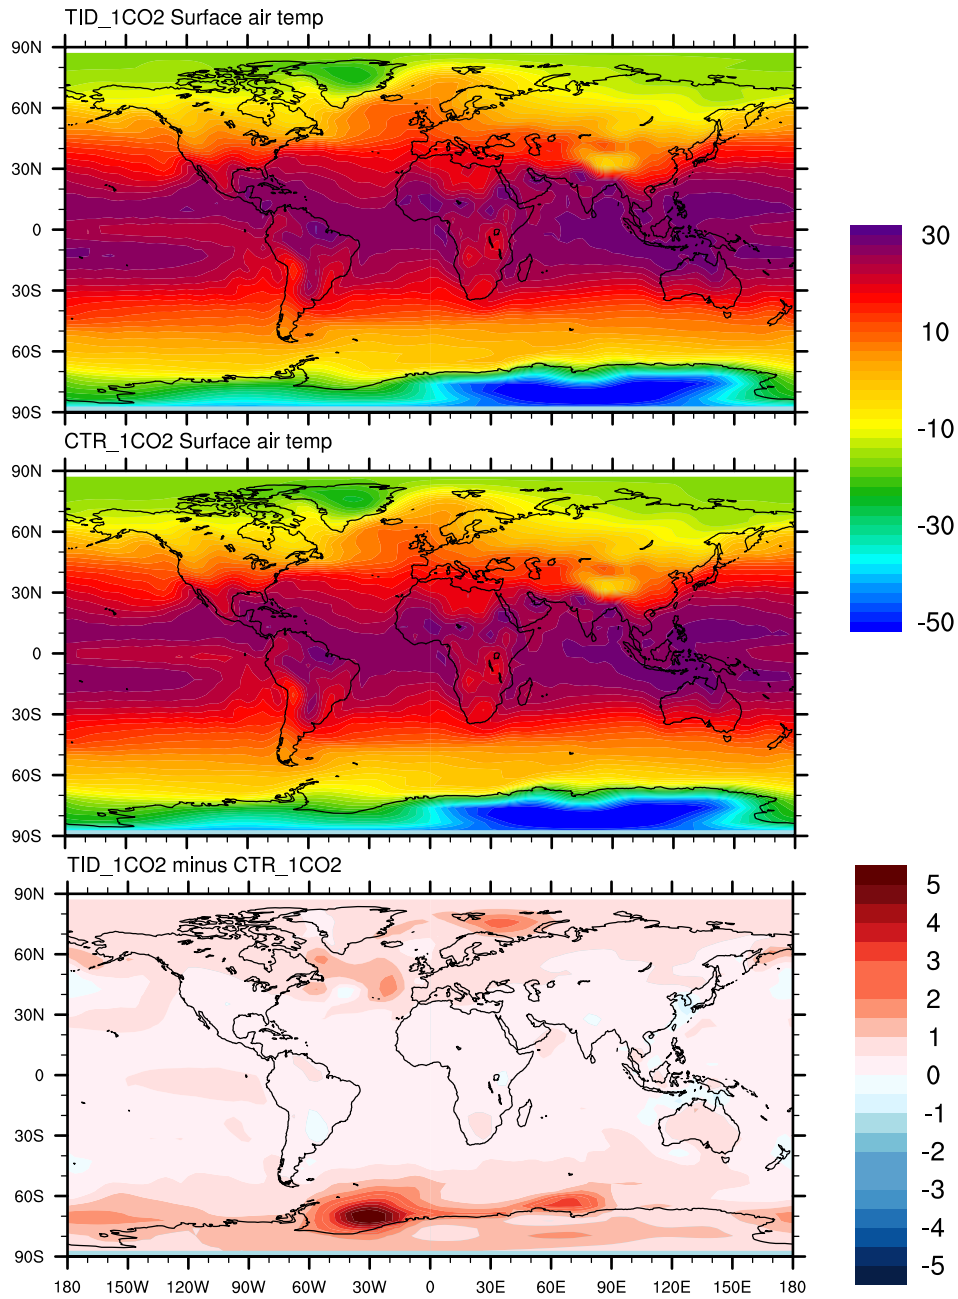 TID_1CO2 Surface air temp
90N
60N
30N
0
30S
60S
90S
30
10
-10
-30
-50
CTR_1CO2 Surface air temp
90N
60N
30N
0
30S
60S
90S
TID_1CO2 minus CTR_1CO2
90N
60N
30N
0
30S
60S
90S
180 150W 120W 90W 60W 30W 0 30E 60E 90E 120E 150E 180
5
4
3
2
1
0
-1
-2
-3
-4
-5